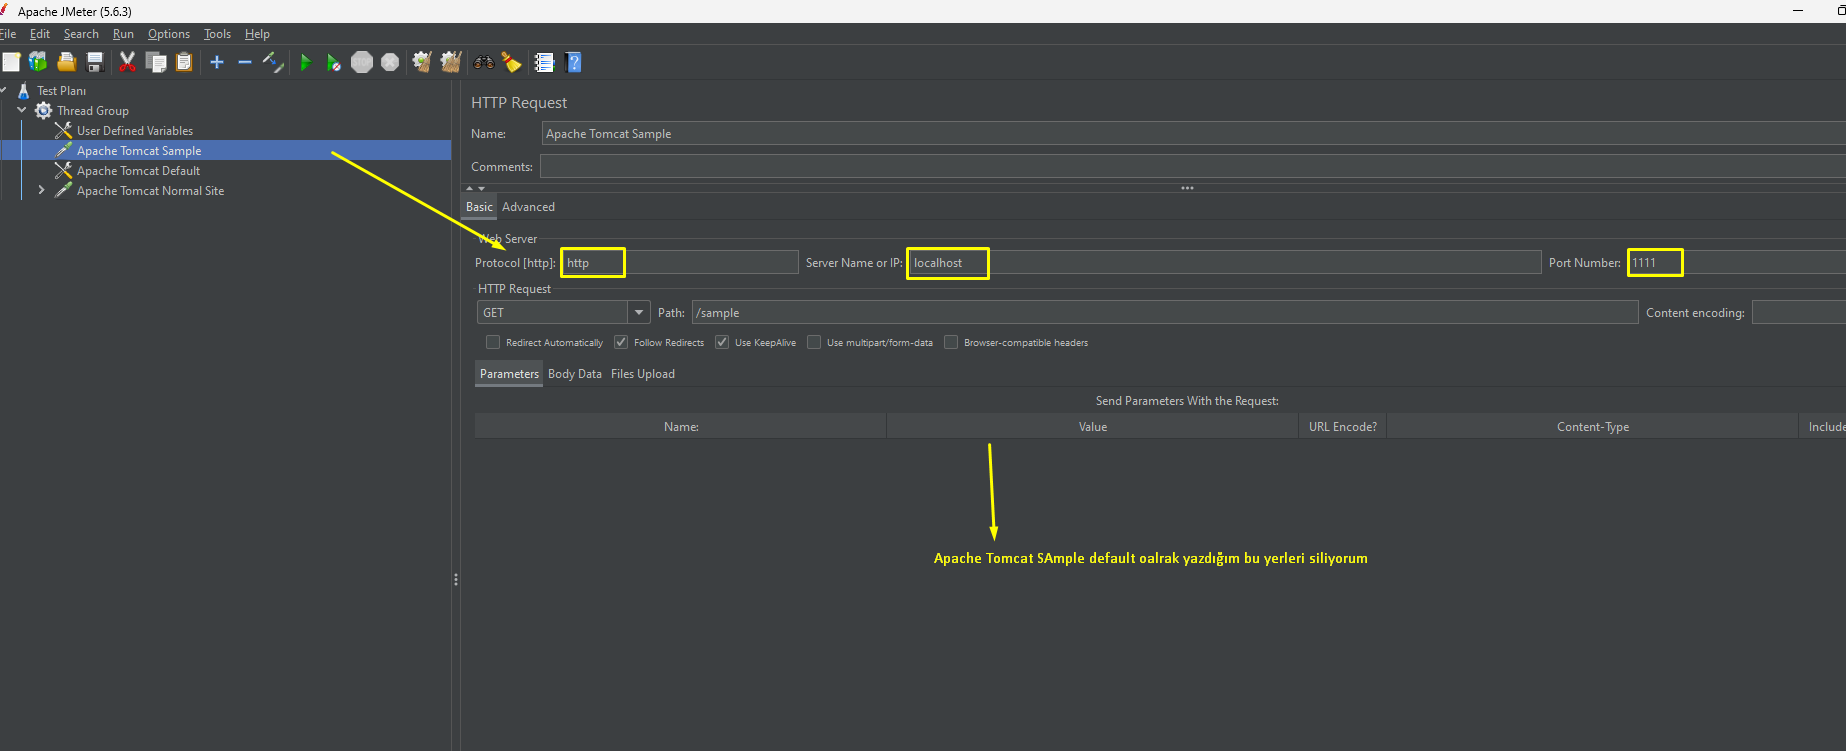 Apache JMeter (5.6.3)
File Edit Search Run Options Tools Help
STOP
Test Planı
Thread Group
User Defined Variables
Apache Tomcat Sample
Apache Tomcat Default
Apache Tomcat Normal Site
HTTP Request
Name: Apache Tomcat Sample
Comments:
Basic Advanced
Web Server
Protocol [http]: http Server Name or IP: localhost Port Number: 1111
HTTP Request
GET Path: /sample Content encoding:
Redirect Automatically Follow Redirects Use KeepAlive Use multipart/form-data Browser-compatible headers
Parameters Body Data Files Upload
Send Parameters With the Request:
Name: Value URL Encode? Content-Type Include
Apache Tomcat SAmple default oalrak yazdığım bu yerleri siliyorum